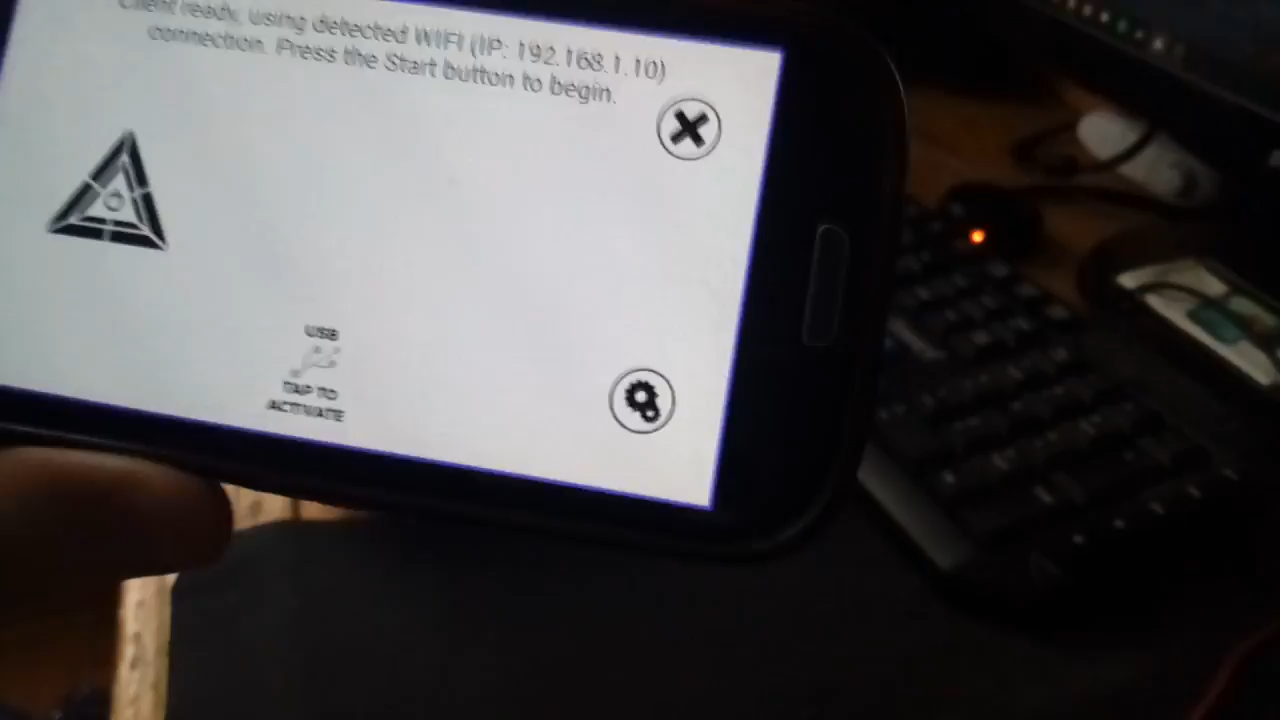 Client ready, using detected WIFI (IP: 192.168.1.10)
connection. Press the Start button to begin.
USB
TAP TO
ACTIVATE